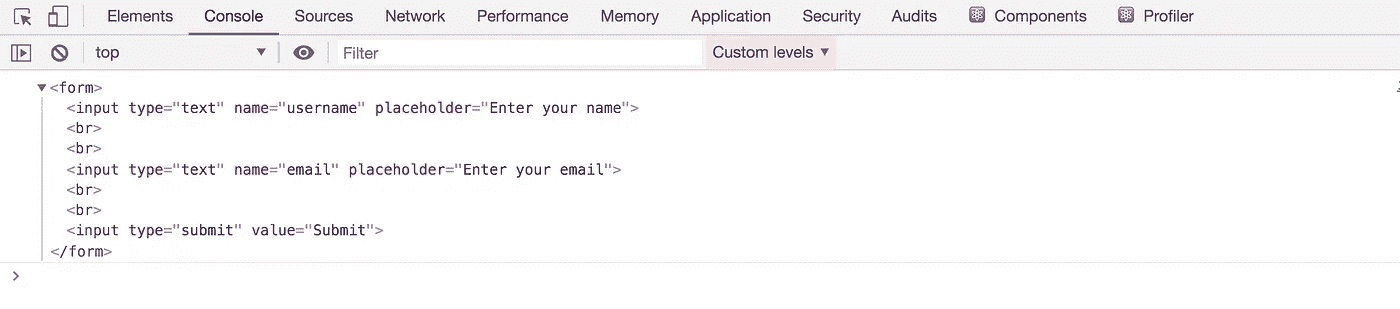 Elements Console Sources Network Performance Memory Application Security Audits Components Profiler
top Filter Custom levels
<form>
<input type="text" name="username" placeholder="Enter your name">
<br>
<br>
<input type="text" name="email" placeholder="Enter your email">
<br>
<br>
<input type="submit" value="Submit">
</form>
>